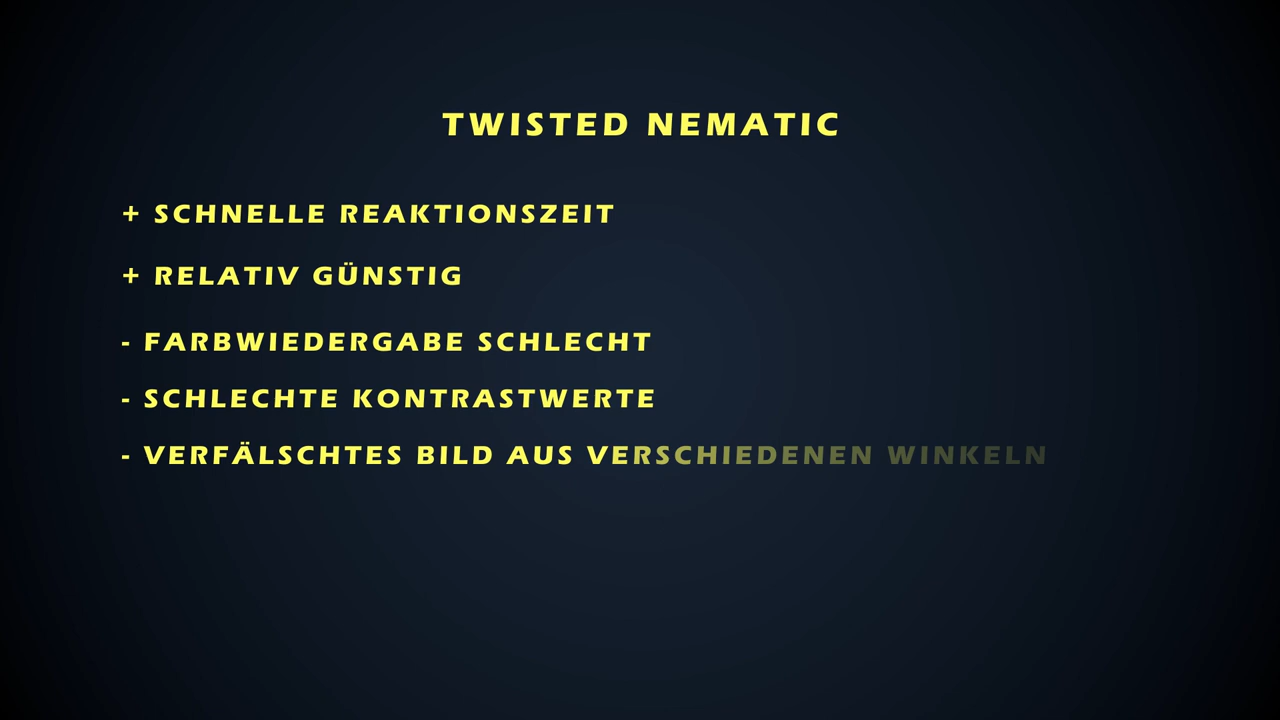 TWISTED NEMATIC
+ SCHNELLE REAKTIONSZEIT
+ RELATIV GÜNSTIG
- FARBWIEDERGABE SCHLECHT
- SCHLECHTE KONTRASTWERTE
- VERFÄLSCHTES BILD AUS VERSCHIEDENEN WINKELN